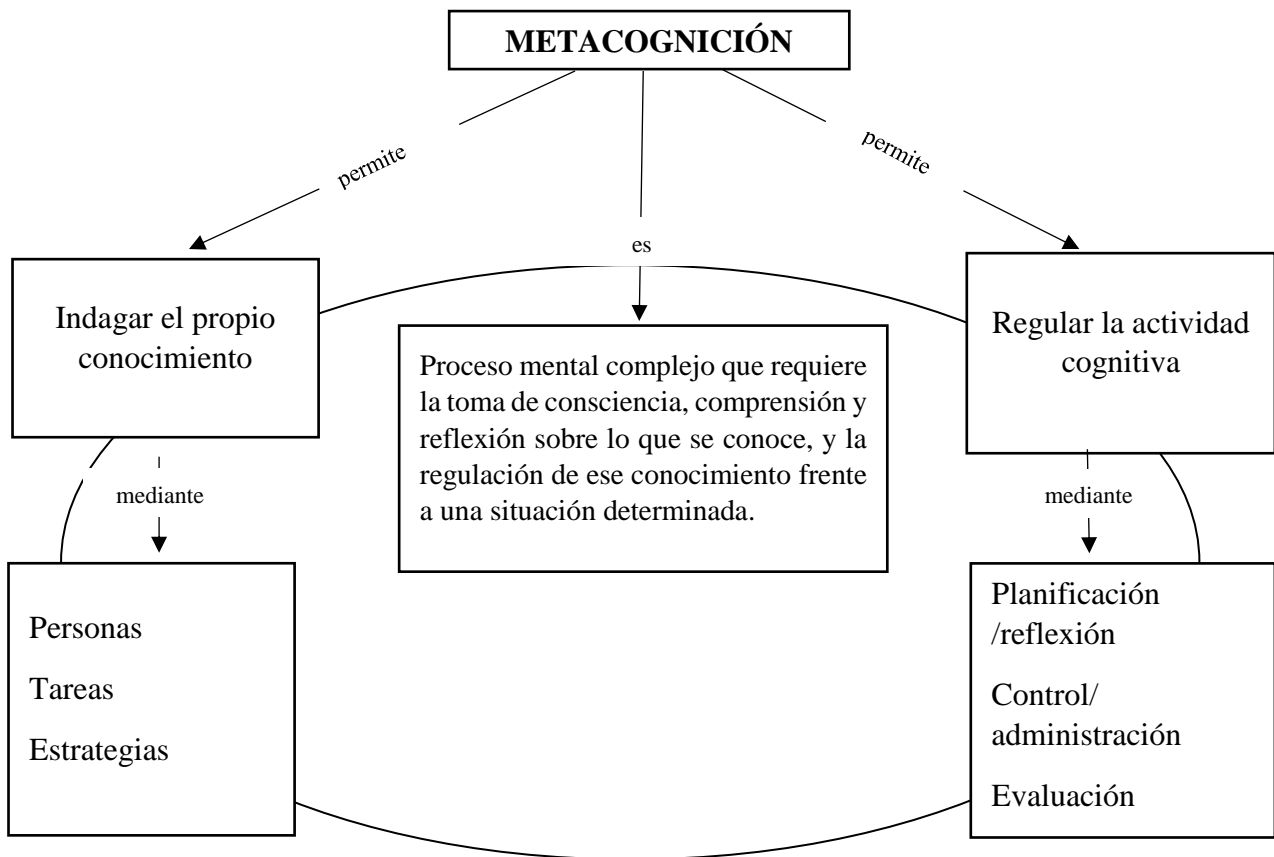 METACOGNICIÓN
permite
permite
es
Indagar el propio
conocimiento
Proceso mental complejo que requiere
la toma de consciencia, comprensión y
reflexión sobre lo que se conoce, y la
regulación de ese conocimiento frente
a una situación determinada.
Regular la actividad
cognitiva
mediante
mediante
Personas
Tareas
Estrategias
Planificación
/reflexión
Control/
administración
Evaluación